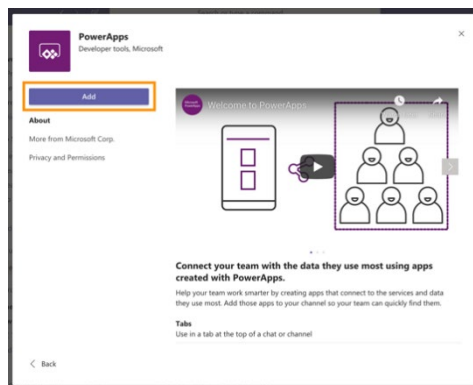 PowerApps
Developer tools, Microsoft
Add
About
More from Microsoft Corp.
Privacy and Permissions
Welcome to PowerApps
Connect your team with the data they use most using apps
created with PowerApps.
Help your team work smarter by creating apps that connect to the services and data
they use most. Add those apps to your channel so your team can quickly find them.
Tabs
Use in a tab at the top of a chat or channel
Back